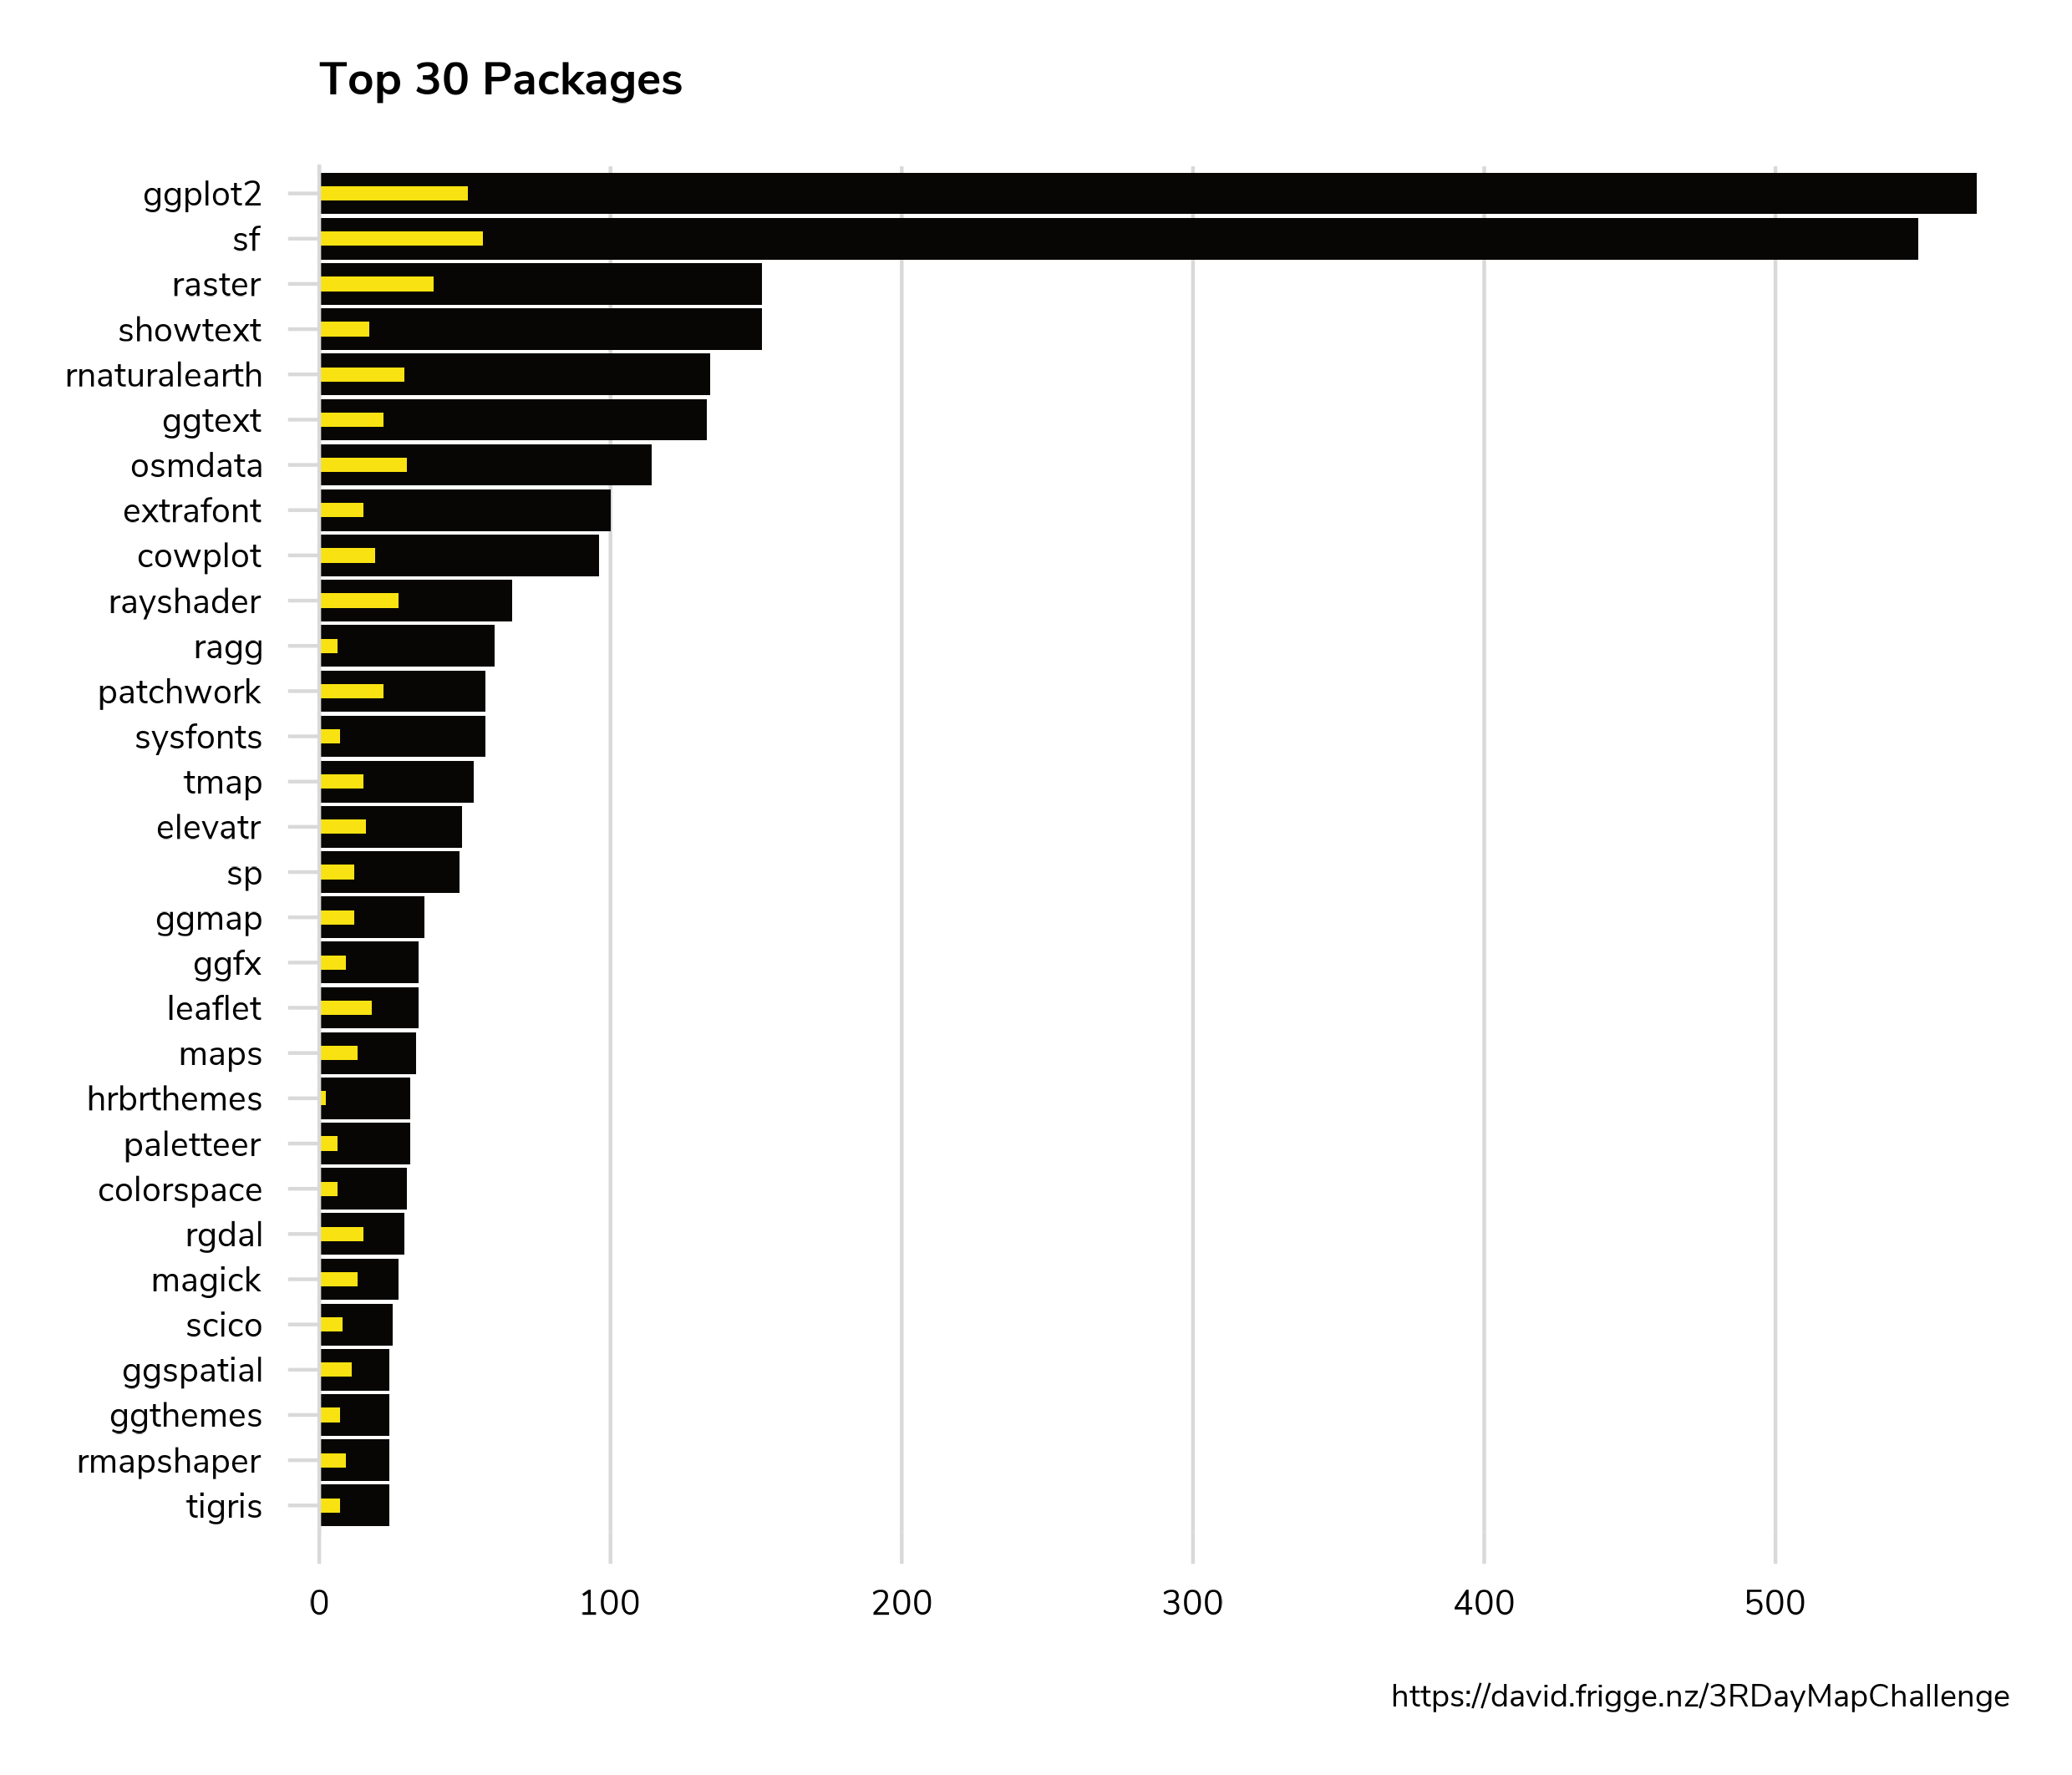 Top 30 Packages
ggplot2
sf
raster
showtext
rnaturalearth
ggtext
osmdata
extrafont
cowplot
rayshader
ragg
patchwork
sysfonts
tmap
elevatr
sp
ggmap
ggfx
leaflet
maps
hrbrthemes
paletteer
colorspace
rgdal
magick
scico
ggspatial
ggthemes
rmapshaper
tigris
0 100 200 300 400 500
https://david.frigge.nz/3RDayMapChallenge